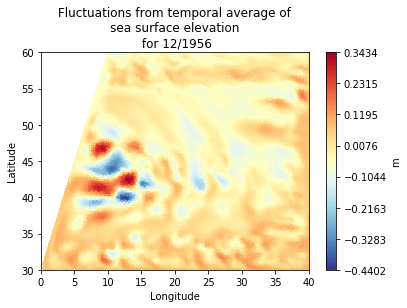 Fluctuations from temporal average of
sea surface elevation
for 12/1956
60
55
50
45
40
35
30
Latitude
0 5 10 15 20 25 30 35 40
Longitude
0.3434
0.2315
0.1195
0.0076
−0.1044
−0.2163
−0.3283
−0.4402
m